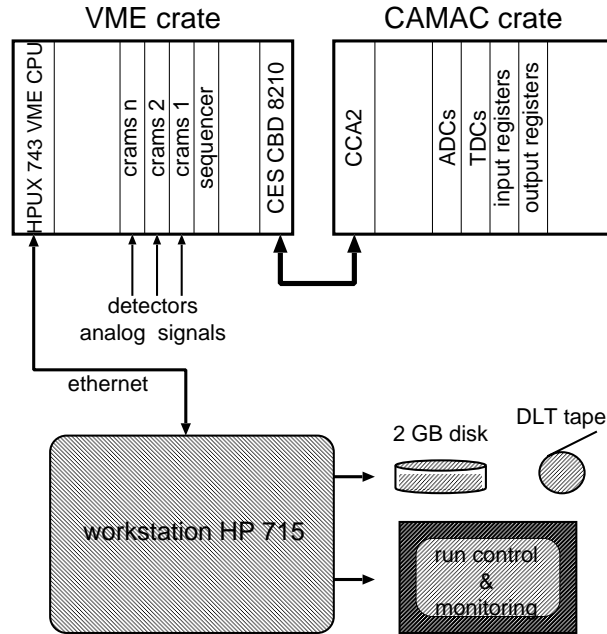 VME crate
CAMAC crate
HPUX 743 VME CPU
crams n
crams 2
crams 1
sequencer
CES CBD 8210
CCA2
ADCs
TDCs
input registers
output registers
detectors
analog signals
ethernet
2 GB disk
DLT tape
workstation HP 715
run control
&
monitoring